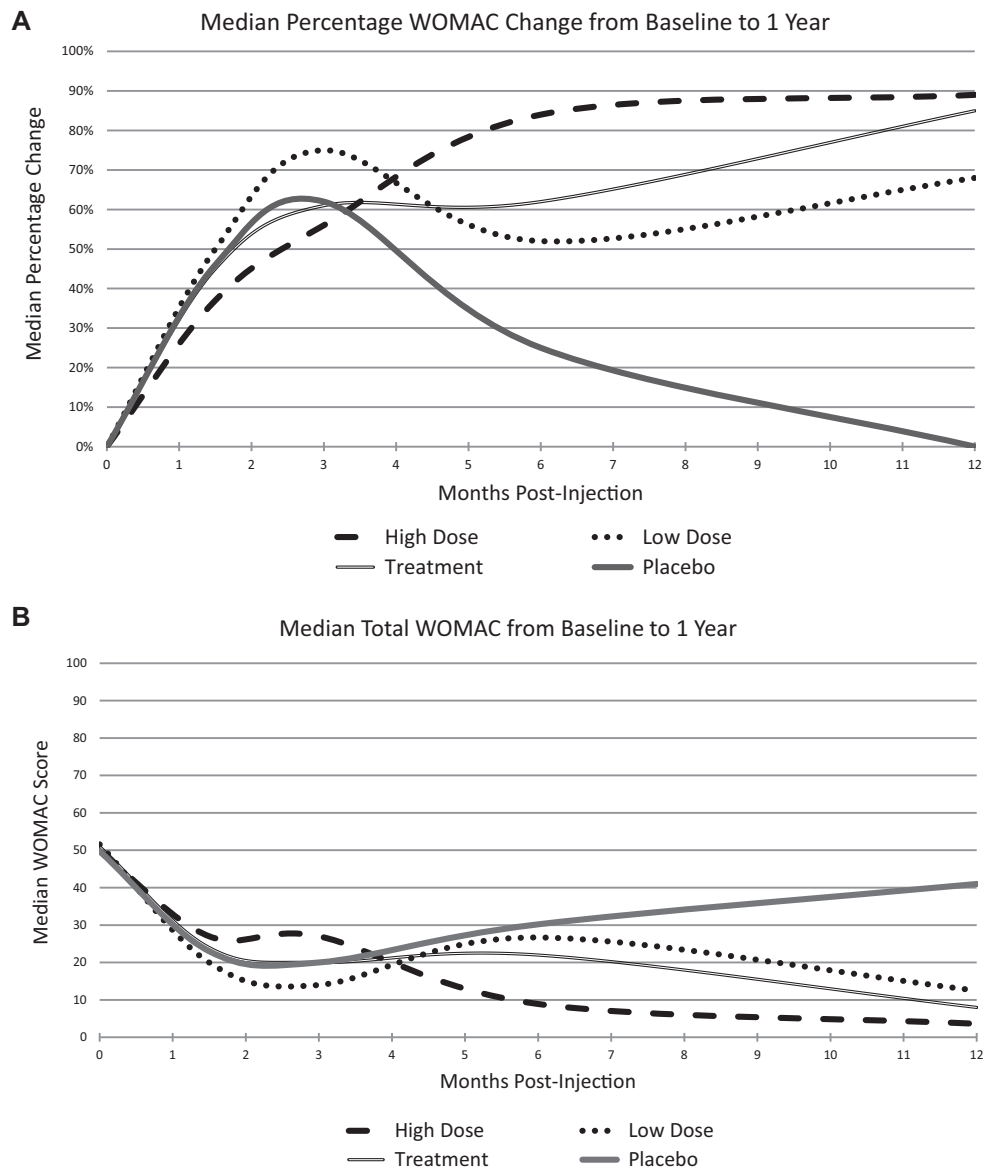 A
Median Percentage WOMAC Change from Baseline to 1 Year
Median Percentage Change
100%
90%
80%
70%
60%
50%
40%
30%
20%
10%
0%
0 1 2 3 4 5 6 7 8 9 10 11 12
Months Post-Injection
High Dose Low Dose
Treatment Placebo
B
Median Total WOMAC from Baseline to 1 Year
Median WOMAC Score
100
90
80
70
60
50
40
30
20
10
0
0 1 2 3 4 5 6 7 8 9 10 11 12
Months Post-Injection
High Dose Low Dose
Treatment Placebo